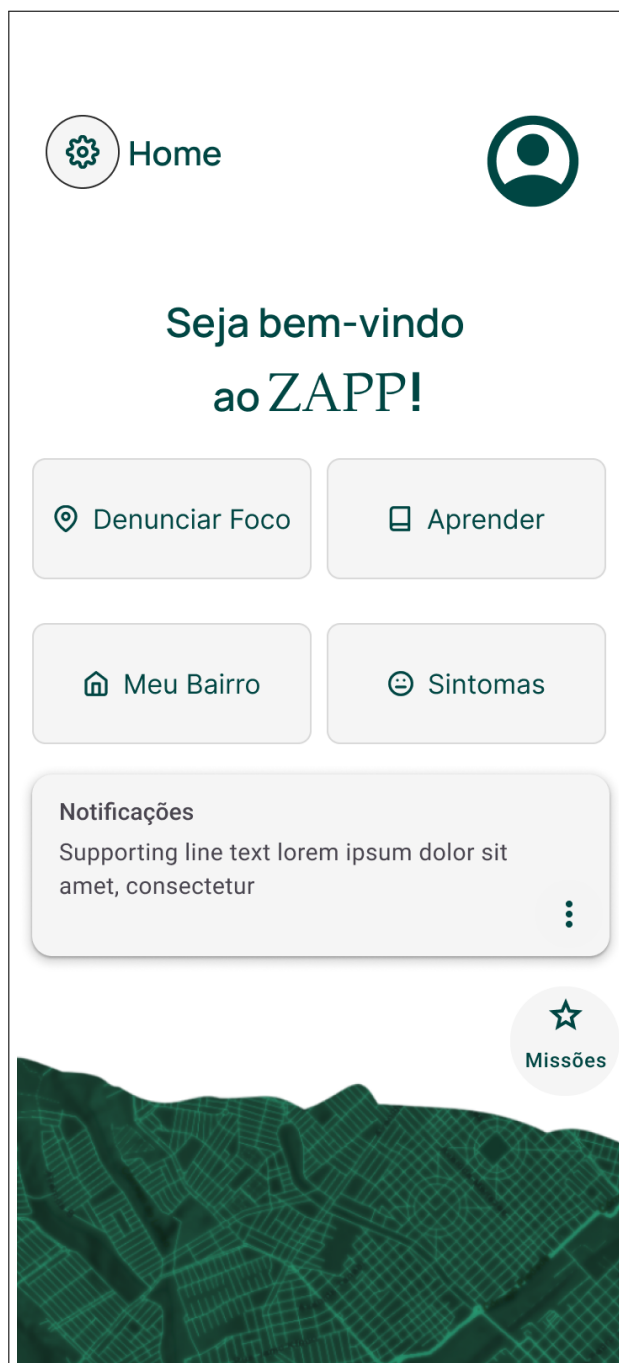 Home
Seja bem-vindo
ao ZAPP!
Denunciar Foco
Aprender
Meu Bairro
Sintomas
Notificações
Supporting line text lorem ipsum dolor sit
amet, consectetur
Missões